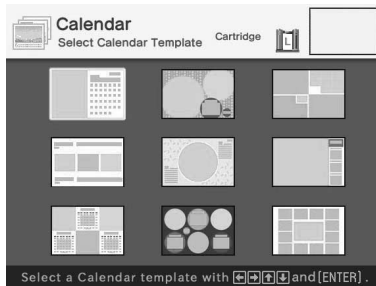 Calendar
Select Calendar Template
Cartridge
L
Select a Calendar template with ←→↑↓ and [ENTER] .